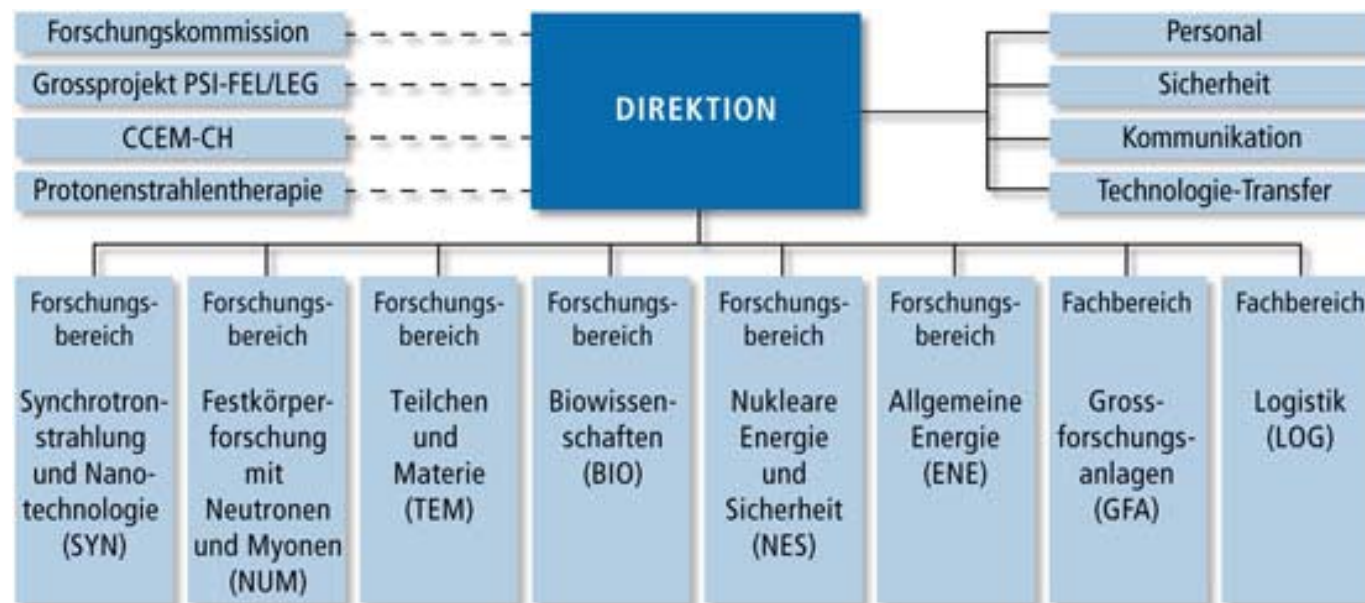 Forschungskommission
Grossprojekt PSI-FEL/LEG
CCEM-CH
Protonenstrahlentherapie
DIREKTION
Personal
Sicherheit
Kommunikation
Technologie-Transfer
Forschungs-
bereich
Synchrotron-
strahlung
und Nano-
technologie
(SYN)
Forschungs-
bereich
Festkörper-
forschung
mit
Neutronen
und Myonen
(NUM)
Forschungs-
bereich
Teilchen
und
Materie
(TEM)
Forschungs-
bereich
Biowissen-
schaften
(BIO)
Forschungs-
bereich
Nukleare
Energie
und
Sicherheit
(NES)
Forschungs-
bereich
Allgemeine
Energie
(ENE)
Fachbereich
Gross-
forschungs-
anlagen
(GFA)
Fachbereich
Logistik
(LOG)